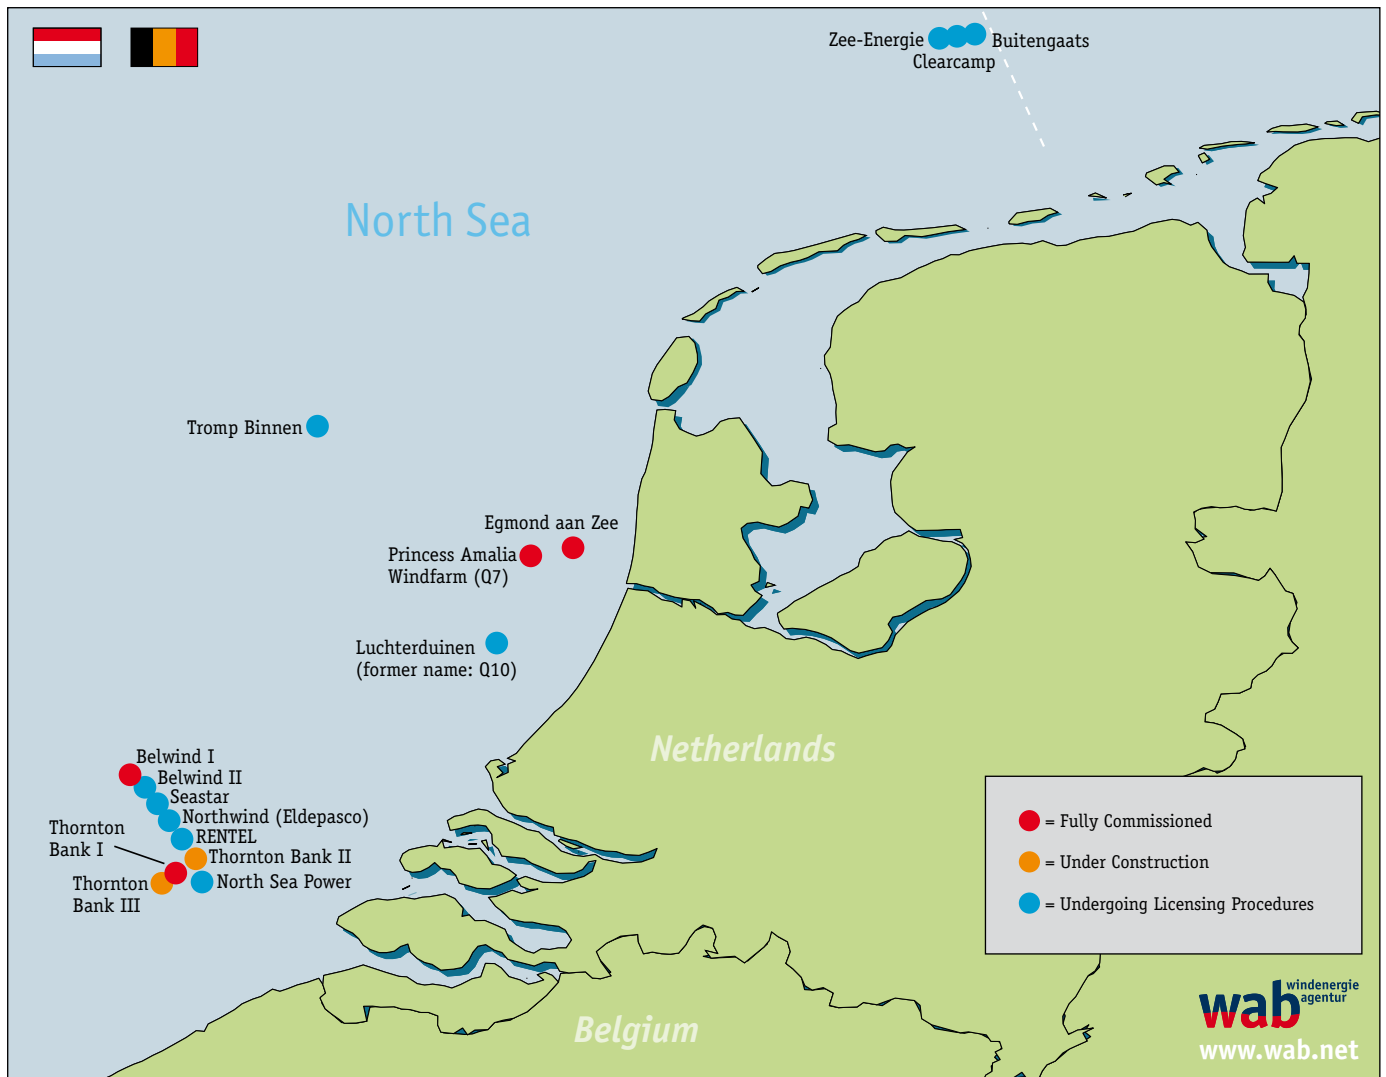 Zee-Energie
Buitengaats
Clearcamp
North Sea
Tromp Binnen
Egmond aan Zee
Princess Amalia
Windfarm (Q7)
Luchterduinen
(former name: Q10)
Netherlands
Belwind I
Belwind II
Seastar
Northwind (Eldepasco)
RENTEL
Thornton
Bank I
Thornton Bank II
Thornton
Bank III
North Sea Power
= Fully Commissioned
= Under Construction
= Undergoing Licensing Procedures
Belgium
wab windenergie
agentur
www.wab.net